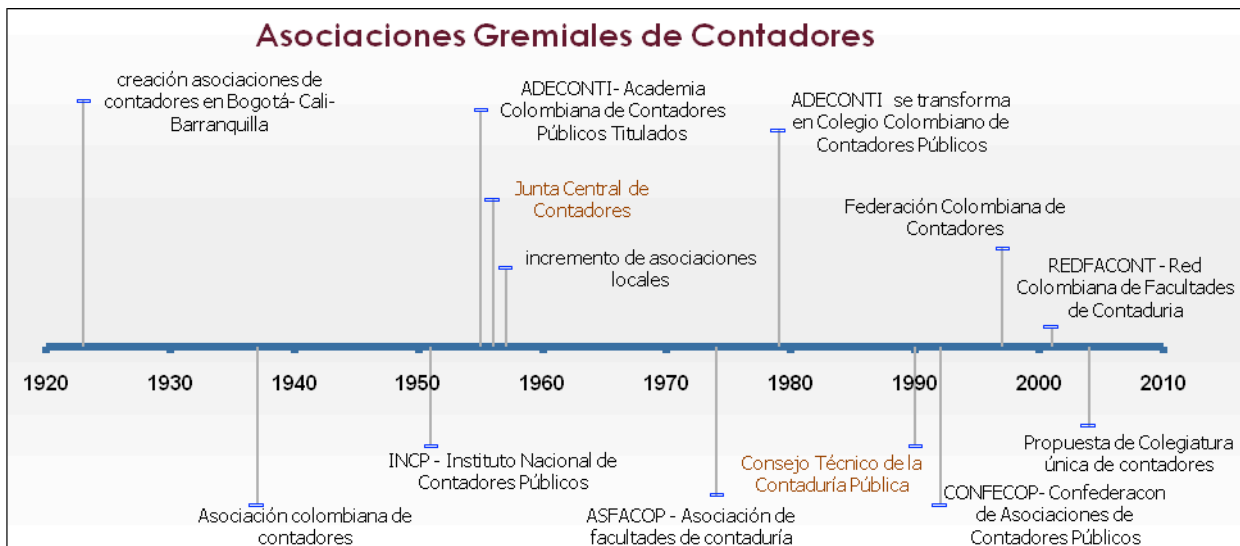 Asociaciones Gremiales de Contadores
creación asociaciones de
contadores en Bogotá- Cali-
Barranquilla
ADECONTI- Academia
Colombiana de Contadores
Públicos Titulados
ADECONTI se transforma
en Colegio Colombiano de
Contadores Públicos
Junta Central de
Contadores
Federación Colombiana de
Contadores
incremento de asociaciones
locales
REDFACONT - Red
Colombiana de Facultades
de Contaduria
1920 1930 1940 1950 1960 1970 1980 1990 2000 2010
INCP - Instituto Nacional de
Contadores Públicos
Consejo Técnico de la
Contaduría Pública
Propuesta de Colegiatura
única de contadores
Asociación colombiana de
contadores
ASFACOP - Asociación de
facultades de contaduría
CONFECOP- Confederacon
de Asociaciones de
Contadores Públicos